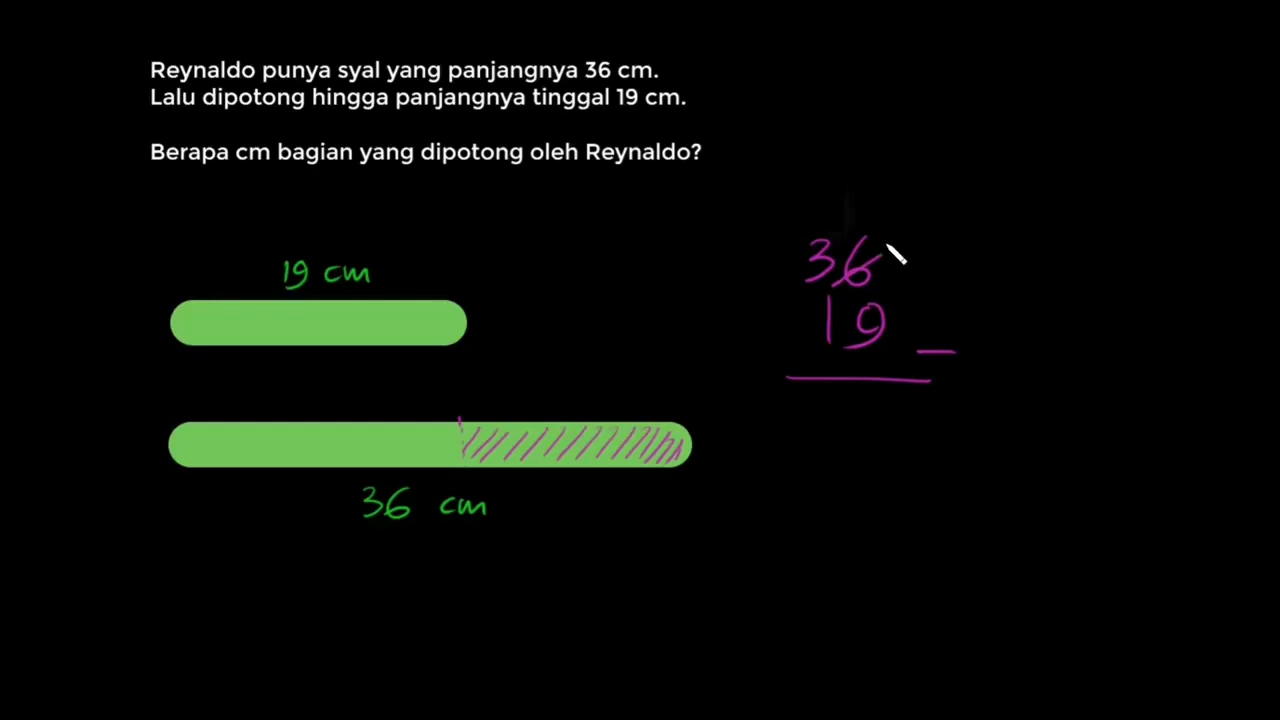 Reynaldo punya syal yang panjangnya 36 cm.
Lalu dipotong hingga panjangnya tinggal 19 cm.
Berapa cm bagian yang dipotong oleh Reynaldo?
19 cm
36 cm
36
19 _